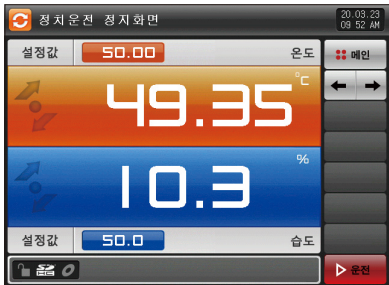 정치운전 정지화면
20.03.23
09 52 AM
설정값 50.00 온도
메인
49.35 °C
10.3 %
설정값 50.0 습도
운전